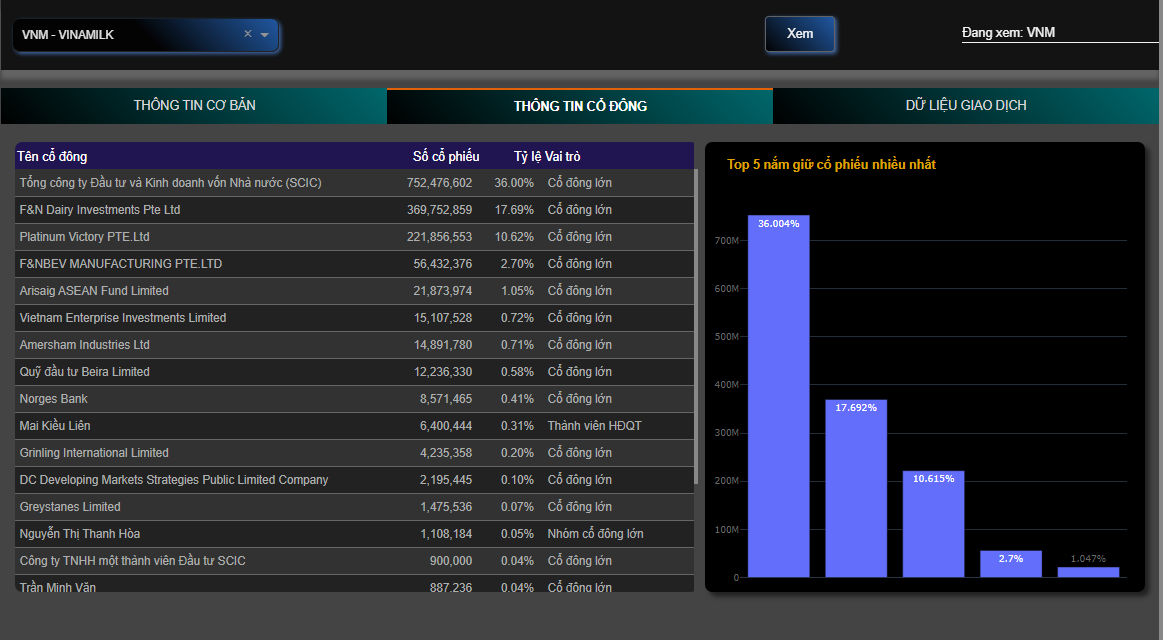 VNM - VINAMILK × Xem Đang xem: VNM
THÔNG TIN CƠ BẢN THÔNG TIN CỔ ĐÔNG DỮ LIỆU GIAO DỊCH
Tên cổ đông Số cổ phiếu Tỷ lệ Vai trò
Tổng công ty Đầu tư và Kinh doanh vốn Nhà nước (SCIC) 752,476,602 36.00% Cổ đông lớn
F&N Dairy Investments Pte Ltd 369,752,859 17.69% Cổ đông lớn
Platinum Victory PTE.Ltd 221,856,553 10.62% Cổ đông lớn
F&NBEV MANUFACTURING PTE.LTD 56,432,376 2.70% Cổ đông lớn
Arisaig ASEAN Fund Limited 21,873,974 1.05% Cổ đông lớn
Vietnam Enterprise Investments Limited 15,107,528 0.72% Cổ đông lớn
Amersham Industries Ltd 14,891,780 0.71% Cổ đông lớn
Quỹ đầu tư Beira Limited 12,236,330 0.58% Cổ đông lớn
Norges Bank 8,571,465 0.41% Cổ đông lớn
Mai Kiều Liên 6,400,444 0.31% Thành viên HĐQT
Grinling International Limited 4,235,358 0.20% Cổ đông lớn
DC Developing Markets Strategies Public Limited Company 2,195,445 0.10% Cổ đông lớn
Greystanes Limited 1,475,536 0.07% Cổ đông lớn
Nguyễn Thị Thanh Hòa 1,108,184 0.05% Nhóm cổ đông lớn
Công ty TNHH một thành viên Đầu tư SCIC 900,000 0.04% Cổ đông lớn
Trần Minh Văn 887,236 0.04% Cổ đông lớn
Top 5 nắm giữ cổ phiếu nhiều nhất
36.004%
700M
600M
500M
400M
17.692%
300M
200M
10.615%
100M
2.7%
1.047%
0